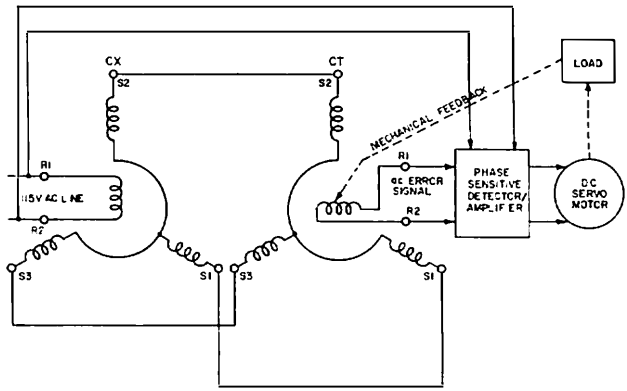 CX
CT
LOAD
S2
S2
MECHANICAL FEEDBACK
R1
R1
115V AC LINE
ac ERROR
SIGNAL
PHASE
SENSITIVE
DETECTOR/
AMPLIFIER
DC
SERVO
MOTOR
R2
R2
S3
S1
S3
S1